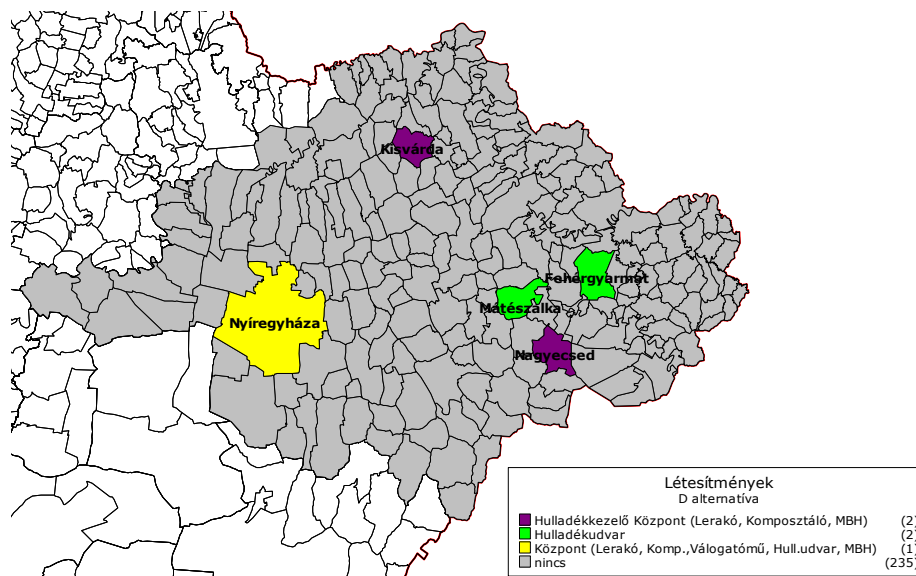 Kisvárda
Fehérgyarmat
Mátészalka
Nyíregyháza
Nagyecsed
Létesítmények
D alternatíva
Hulladékkezelő Központ (Lerakó, Komposztáló, MBH) (2)
Hulladékudvar (2)
Központ (Lerakó, Komp.,Válogatómű, Hull.udvar, MBH) (1)
nincs (235)